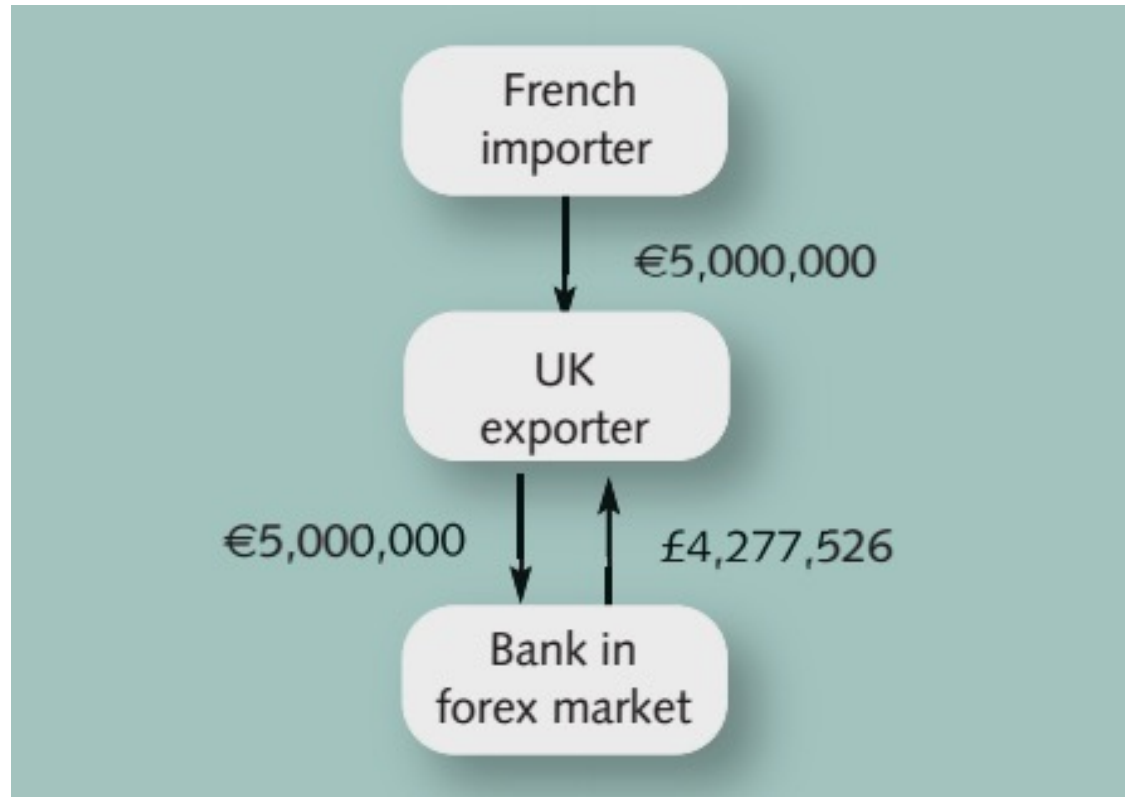 French
importer
€5,000,000
UK
exporter
€5,000,000
£4,277,526
Bank in
forex market